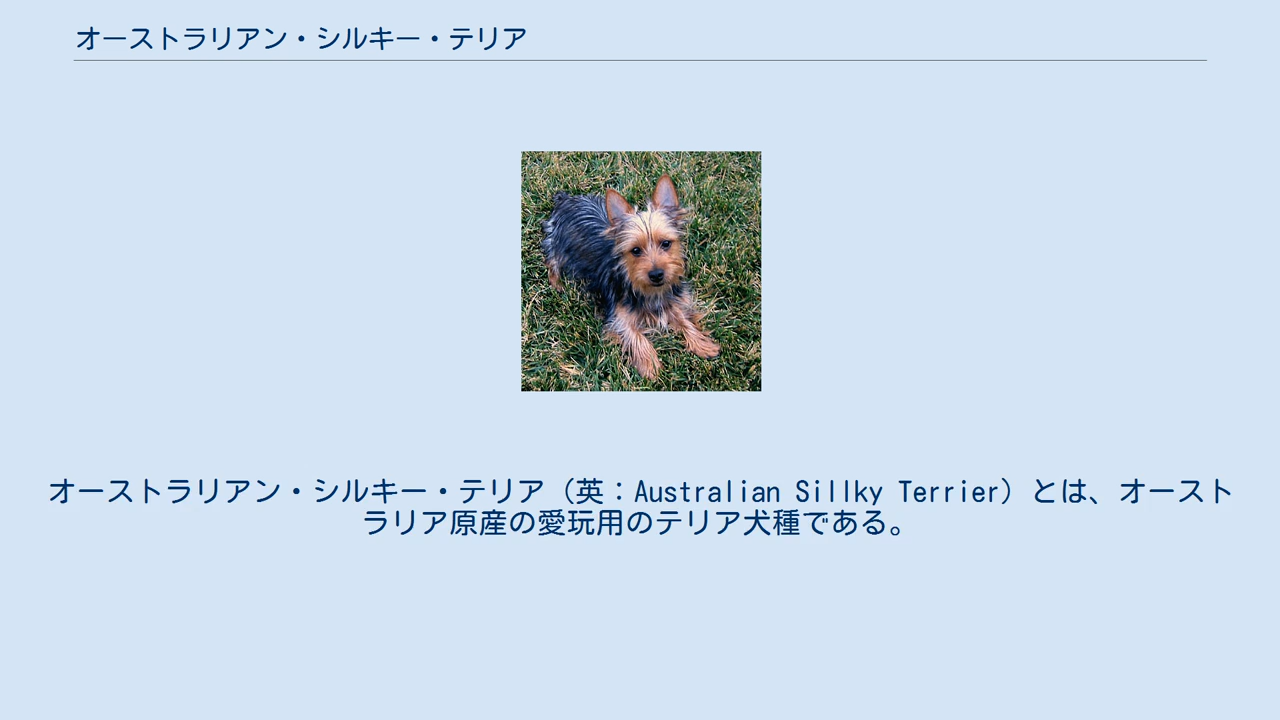 オーストラリアン・シルキー・テリア
オーストラリアン・シルキー・テリア（英：Australian Sillky Terrier）とは、オースト
ラリア原産の愛玩用のテリア犬種である。